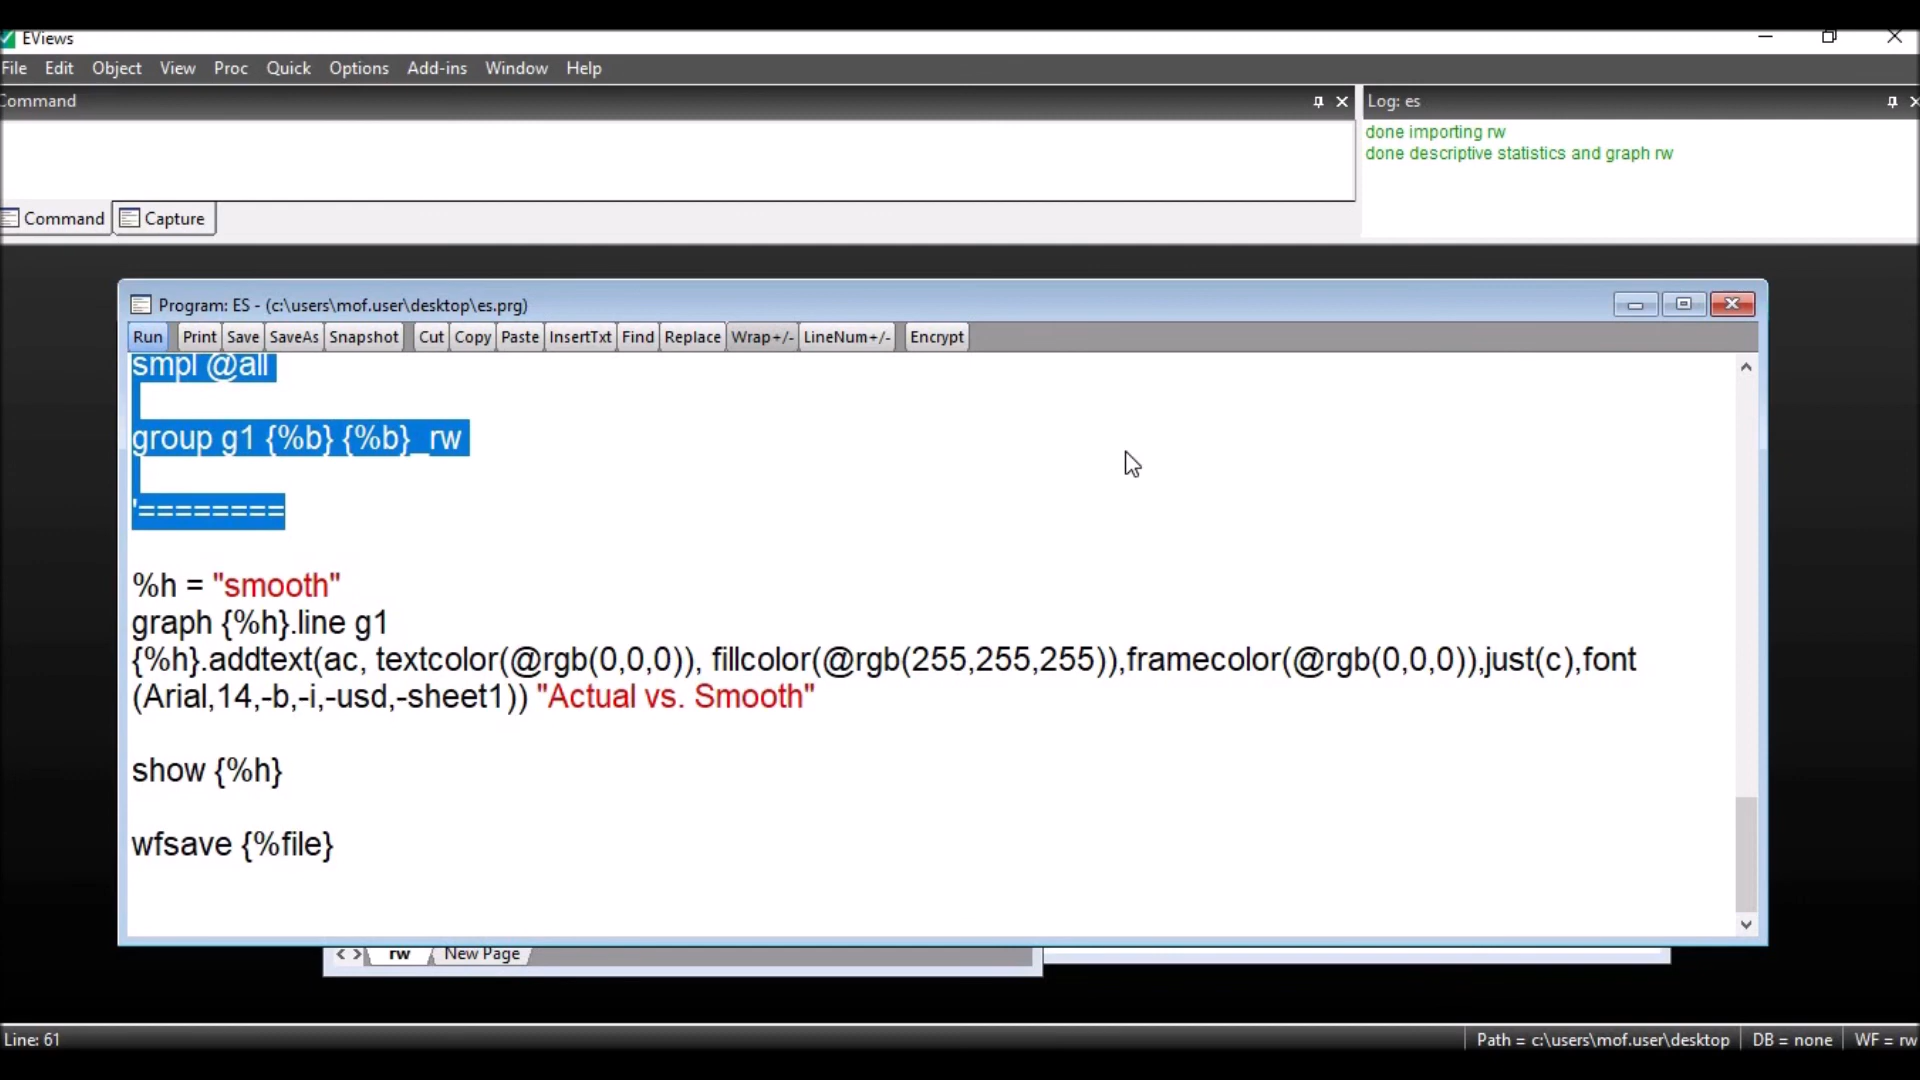 EViews
File Edit Object View Proc Quick Options Add-ins Window Help
Command
Log: es
done importing rw
done descriptive statistics and graph rw
Command Capture
Program: ES - (c:\users\mof.user\desktop\es.prg)
Run Print Save SaveAs Snapshot Cut Copy Paste InsertTxt Find Replace Wrap+/- LineNum+/- Encrypt
smpl @all
group g1 {%b} {%b}_rw
'========
%h = "smooth"
graph {%h}.line g1
{%h}.addtext(ac, textcolor(@rgb(0,0,0)), fillcolor(@rgb(255,255,255)),framecolor(@rgb(0,0,0)),just(c),font
(Arial,14,-b,-i,-usd,-sheet1)) "Actual vs. Smooth"
show {%h}
wfsave {%file}
< > rw New Page
Line: 61
Path = c:\users\mof.user\desktop DB = none WF = rw